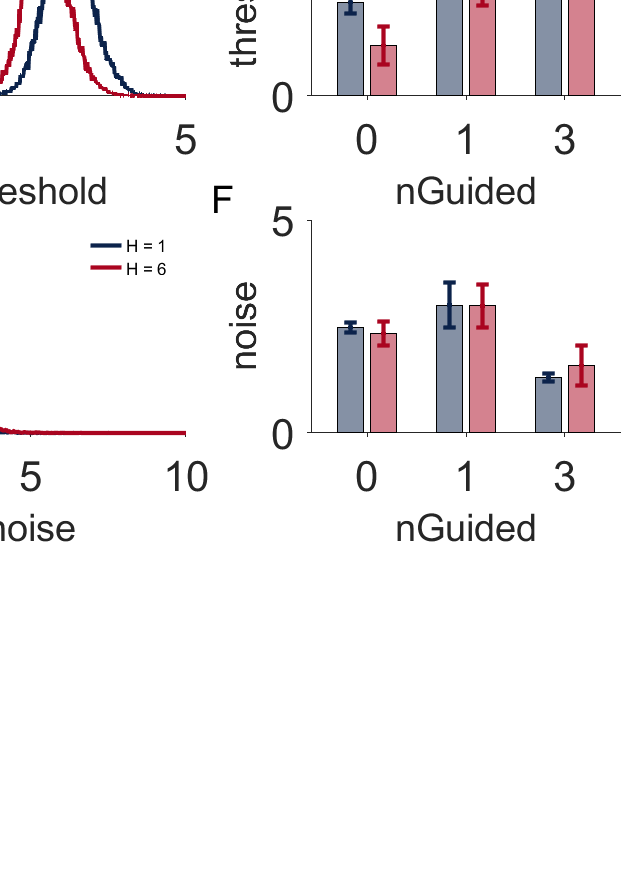 thres
0
5
0
1
3
eshold
nGuided
F
H = 1
H = 6
5
noise
0
5
10
0
1
3
noise
nGuided